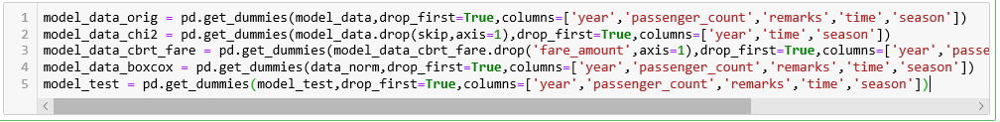 1 model_data_orig = pd.get_dummies(model_data,drop_first=True,columns=['year','passenger_count','remarks','time','season'])
2 model_data_chi2 = pd.get_dummies(model_data.drop(skip,axis=1),drop_first=True,columns=['year','time','season'])
3 model_data_cbrt_fare = pd.get_dummies(model_data_cbrt_fare.drop('fare_amount',axis=1),drop_first=True,columns=['year','passe
4 model_data_boxcox = pd.get_dummies(data_norm,drop_first=True,columns=['year','passenger_count','remarks','time','season'])
5 model_test = pd.get_dummies(model_test,drop_first=True,columns=['year','passenger_count','remarks','time','season'])